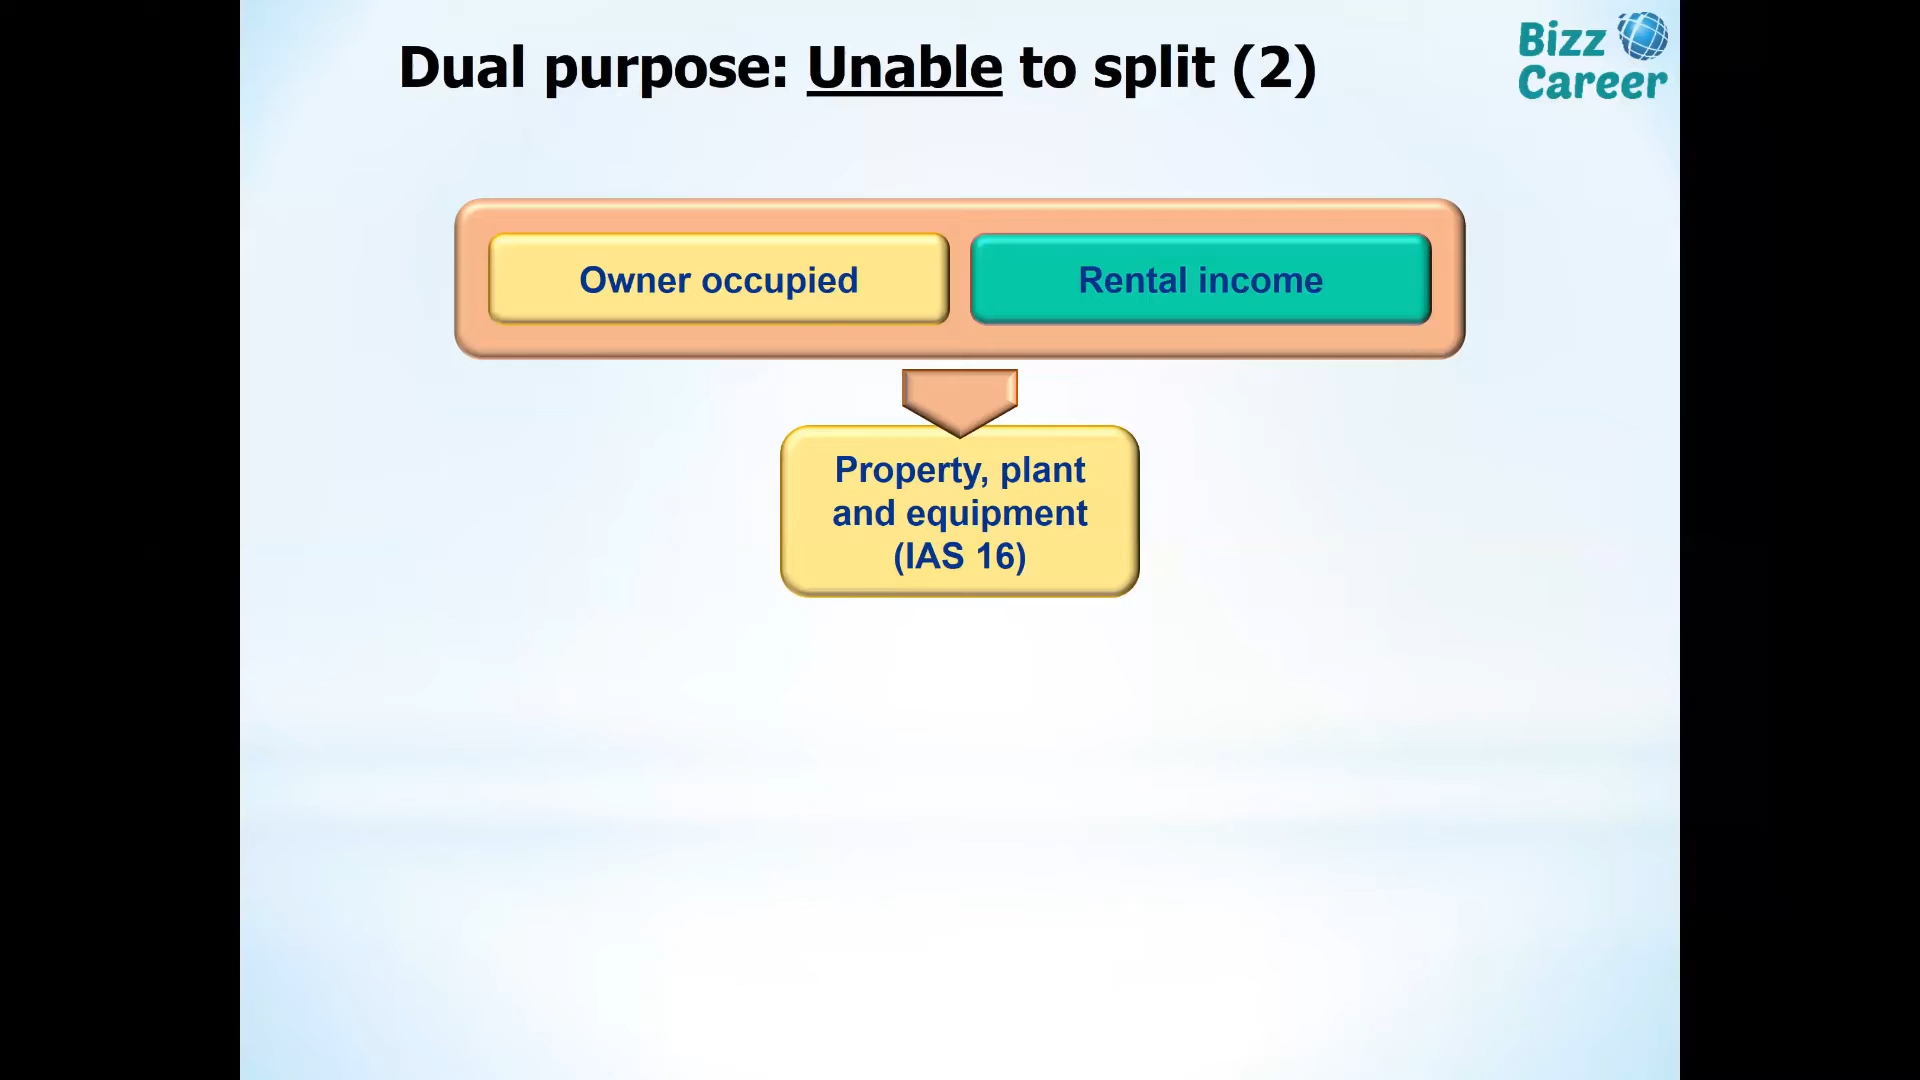 Dual purpose: Unable to split (2)
Bizz
Career
Owner occupied
Rental income
Property, plant
and equipment
(IAS 16)